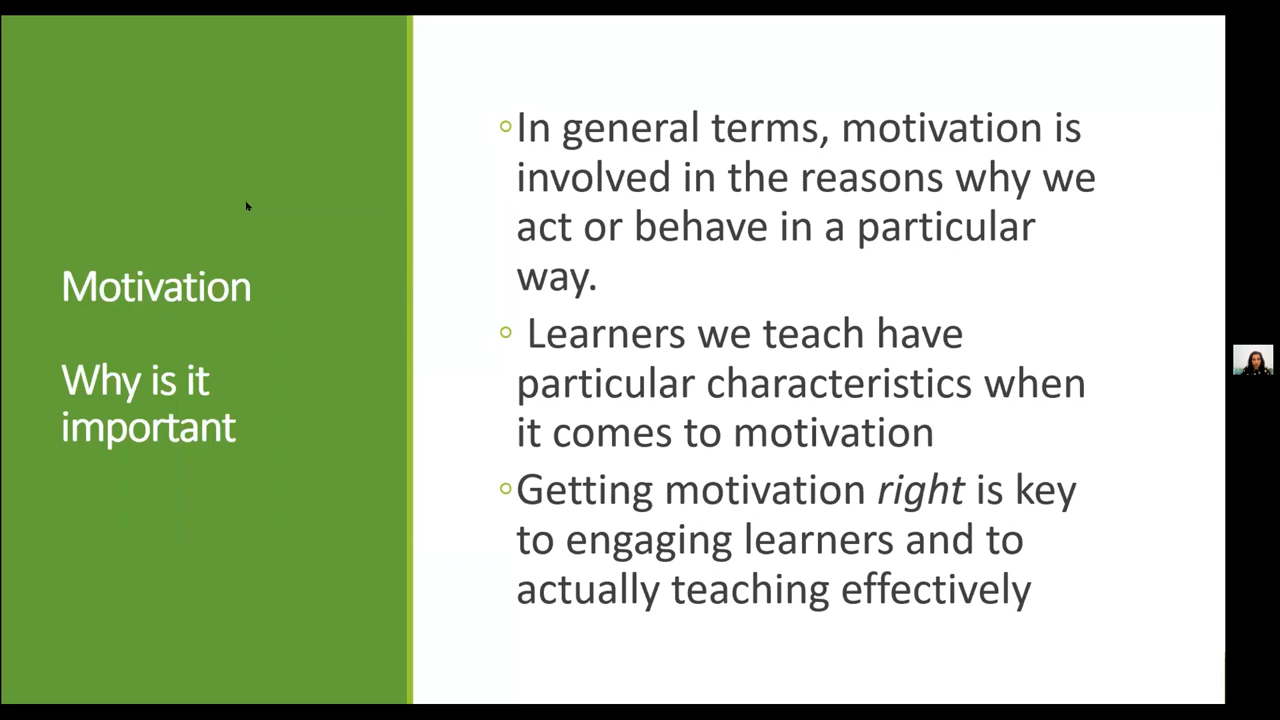 Motivation
Why is it
important
In general terms, motivation is
involved in the reasons why we
act or behave in a particular
way.
Learners we teach have
particular characteristics when
it comes to motivation
Getting motivation right is key
to engaging learners and to
actually teaching effectively